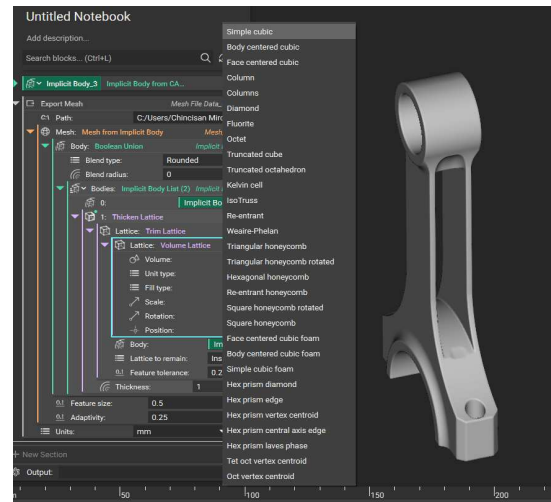 Untitled Notebook
Add description...
Search blocks... (Ctrl+L)
Implicit Body_3 Implicit Body from CA...
Export Mesh Mesh File Data_
Path: C:/Users/Chincisan Mirc
Mesh: Mesh from Implicit Body Mesh
Body: Boolean Union Implicit
Blend type: Rounded
Blend radius: 0
Bodies: Implicit Body List (2) Implicit
0: Implicit Bo
1: Thicken Lattice
Lattice: Trim Lattice
Lattice: Volume Lattice
Volume:
Unit type:
Fill type:
Scale:
Rotation:
Position:
Body: Im
Lattice to remain: Ins
Feature tolerance: 0.2
Thickness: 1
Feature size: 0.5
Adaptivity: 0.25
Units: mm
+ New Section
Output:
Simple cubic
Body centered cubic
Face centered cubic
Column
Columns
Diamond
Fluorite
Octet
Truncated cube
Truncated octahedron
Kelvin cell
IsoTruss
Re-entrant
Weaire-Phelan
Triangular honeycomb
Triangular honeycomb rotated
Hexagonal honeycomb
Re-entrant honeycomb
Square honeycomb rotated
Square honeycomb
Face centered cubic foam
Body centered cubic foam
Simple cubic foam
Hex prism diamond
Hex prism edge
Hex prism vertex centroid
Hex prism central axis edge
Hex prism laves phase
Tet oct vertex centroid
Oct vertex centroid
50 100 150 200